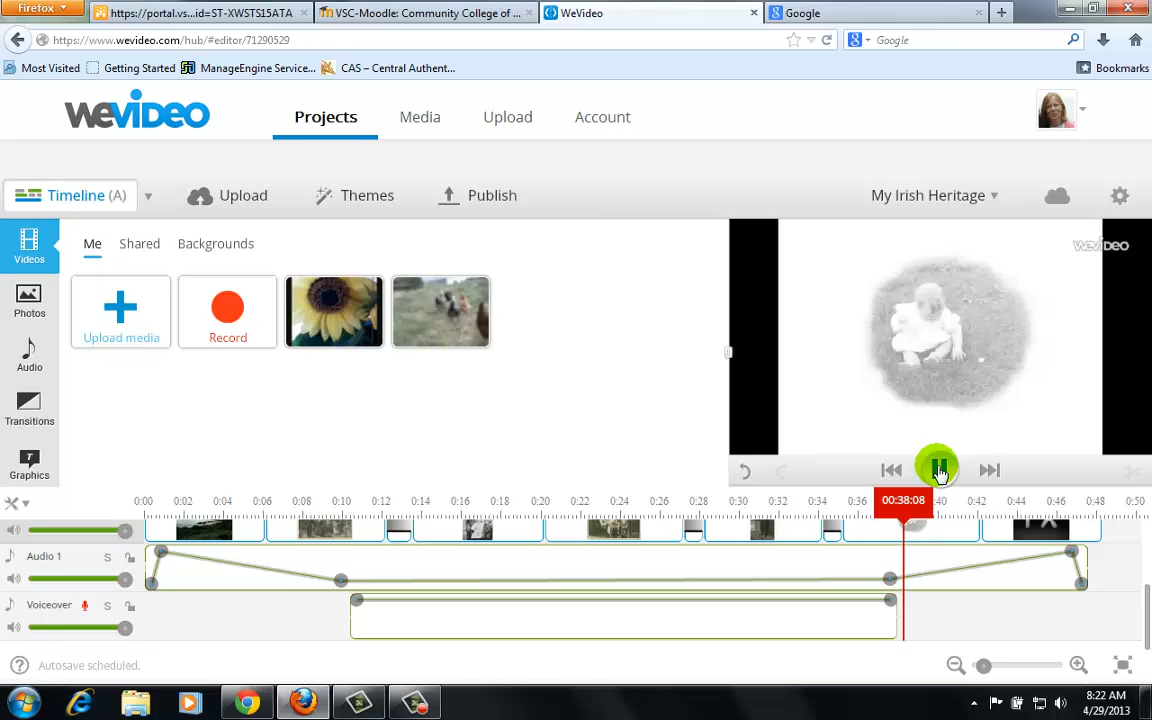 Firefox
https://portal.vs...id=ST-XWSTS15ATA
VSC-Moodle: Community College of ...
WeVideo
Google
https://www.wevideo.com/hub/#editor/71290529
Google
Most Visited
Getting Started
ManageEngine Service...
CAS – Central Authent...
Bookmarks
wevideo
Projects
Media
Upload
Account
Timeline (A)
Upload
Themes
Publish
My Irish Heritage
Videos
Me
Shared
Backgrounds
wevideo
Upload media
Record
Photos
Audio
Transitions
T
Graphics
0:00 0:02 0:04 0:06 0:08 0:10 0:12 0:14 0:16 0:18 0:20 0:22 0:24 0:26 0:28 0:30 0:32 0:34 0:36 00:38:08 0:40 0:42 0:44 0:46 0:48 0:50
Audio 1 S
Voiceover S
Autosave scheduled.
8:22 AM
4/29/2013